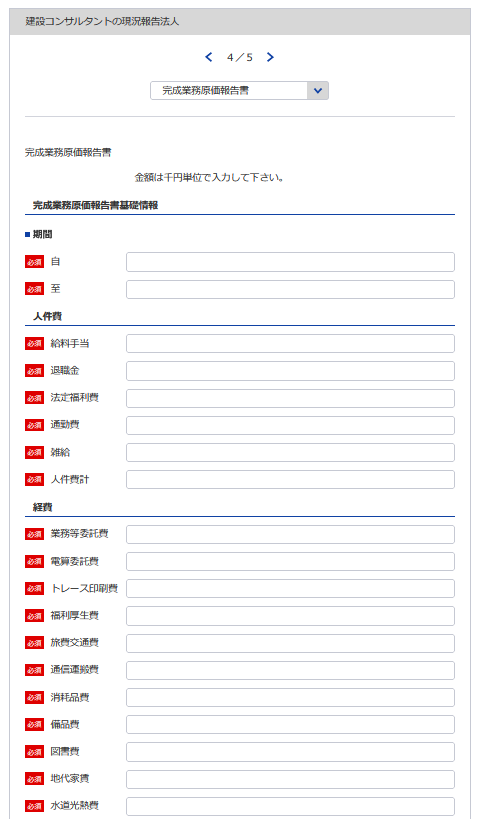 建設コンサルタントの現況報告法人
4／5
完成業務原価報告書
完成業務原価報告書
金額は千円単位で入力して下さい。
完成業務原価報告書基礎情報
期間
必須 自
必須 至
人件費
必須 給料手当
必須 退職金
必須 法定福利費
必須 通勤費
必須 雑給
必須 人件費計
経費
必須 業務等委託費
必須 電算委託費
必須 トレース印刷費
必須 福利厚生費
必須 旅費交通費
必須 通信運搬費
必須 消耗品費
必須 備品費
必須 図書費
必須 地代家賃
必須 水道光熱費